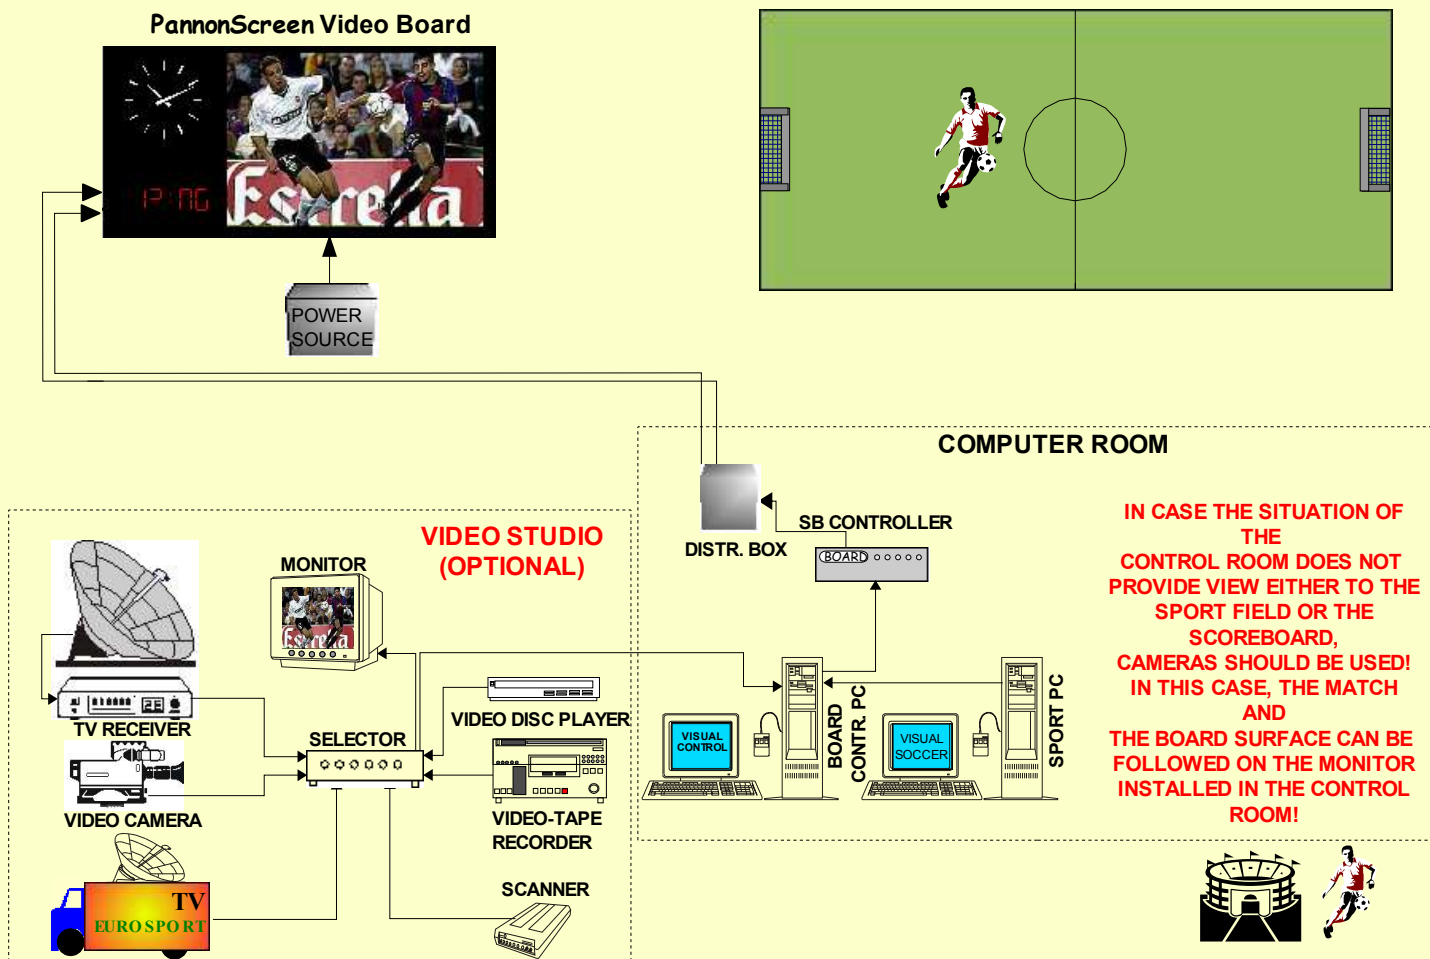 PannonScreen Video Board
Estrella
POWER
SOURCE
COMPUTER ROOM
DISTR. BOX
SB CONTROLLER
BOARD
IN CASE THE SITUATION OF
THE
CONTROL ROOM DOES NOT
PROVIDE VIEW EITHER TO THE
SPORT FIELD OR THE
SCOREBOARD,
CAMERAS SHOULD BE USED!
IN THIS CASE, THE MATCH
AND
THE BOARD SURFACE CAN BE
FOLLOWED ON THE MONITOR
INSTALLED IN THE CONTROL
ROOM!
VISUAL
CONTROL
BOARD
CONTR. PC
VISUAL
SOCCER
SPORT PC
VIDEO STUDIO
(OPTIONAL)
MONITOR
Estrella
TV RECEIVER
VIDEO DISC PLAYER
SELECTOR
VIDEO CAMERA
VIDEO-TAPE
RECORDER
TV
EUROSPORT
SCANNER